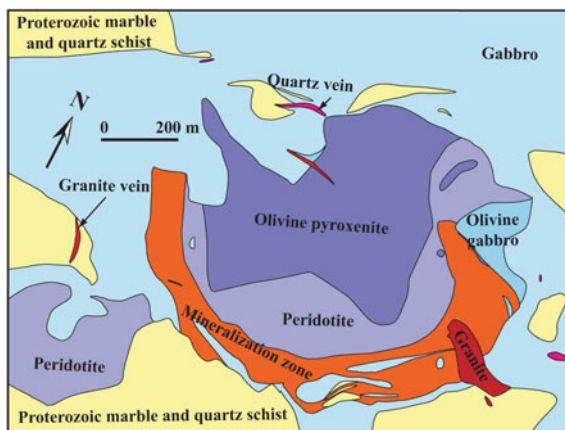 Proterozoic marble
and quartz schist
Gabbro
Quartz vein
N
0 200 m
Granite vein
Olivine pyroxenite
Olivine
gabbro
Peridotite
Mineralization zone
Peridotite
Granite
Proterozoic marble and quartz schist